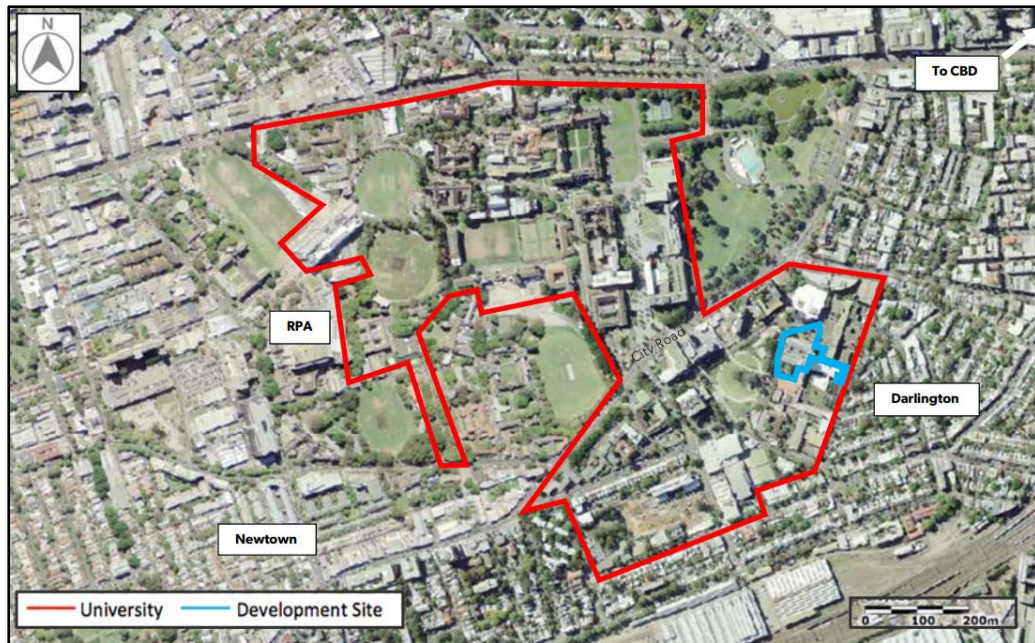 N
To CBD
City Road
RPA
Darlington
Newtown
University
Development Site
0 100 200m